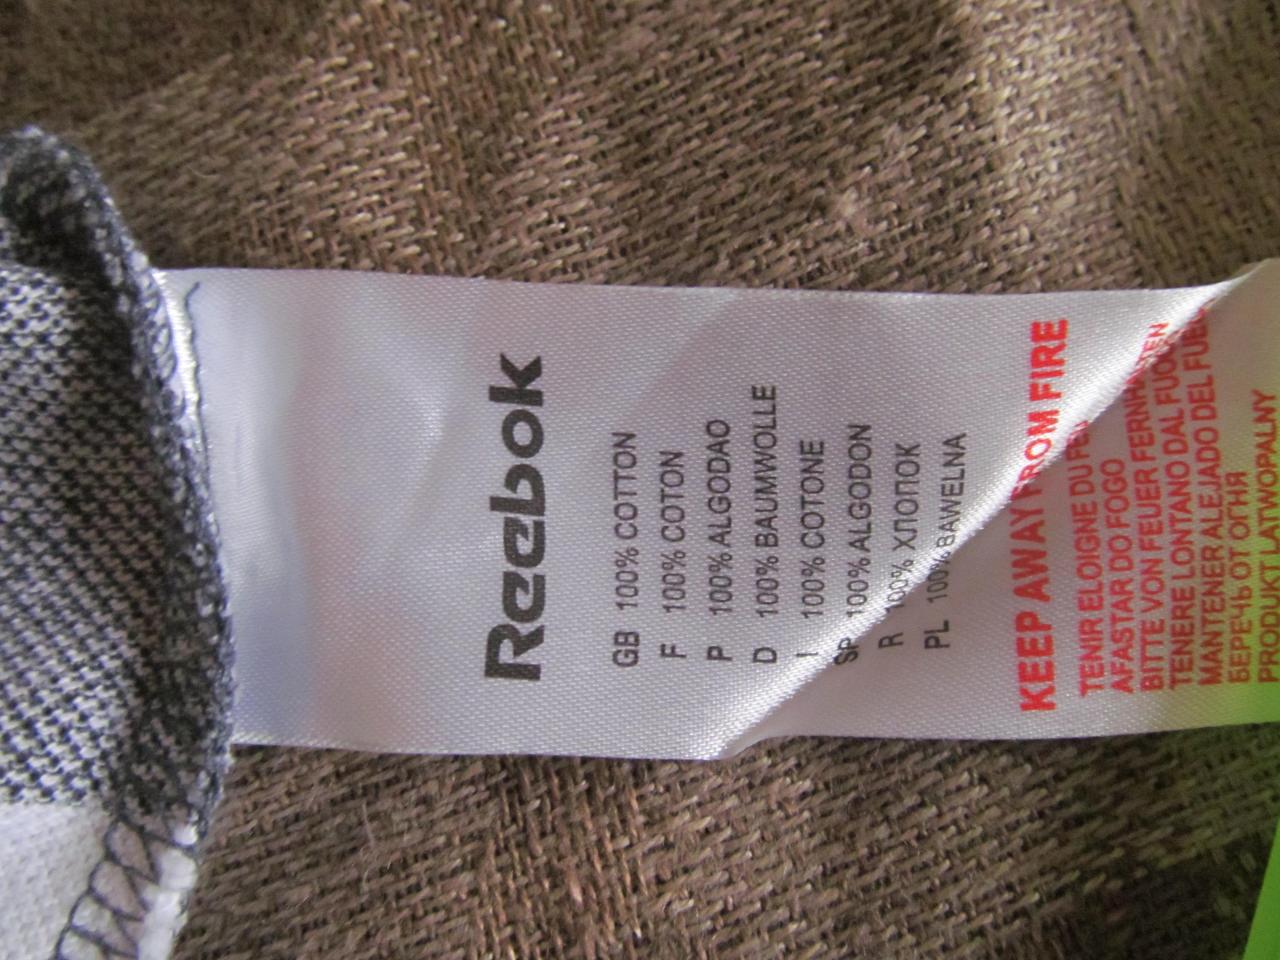 Reebok
GB 100% COTTON
F 100% COTON
P 100% ALGODAO
D 100% BAUMWOLLE
I 100% COTONE
SP 100% ALGODON
R 100% ХЛОПОК
PL 100% BAWELNA
KEEP AWAY FROM FIRE
TENIR ELOIGNE DU FEU
AFASTAR DO FOGO
BITTE VON FEUER FERNHALTEN
TENERE LONTANO DAL FUOCO
MANTENER ALEJADO DEL FUEGO
БЕРЕЧЬ ОТ ОГНЯ
PRODUKT LATWOPALNY